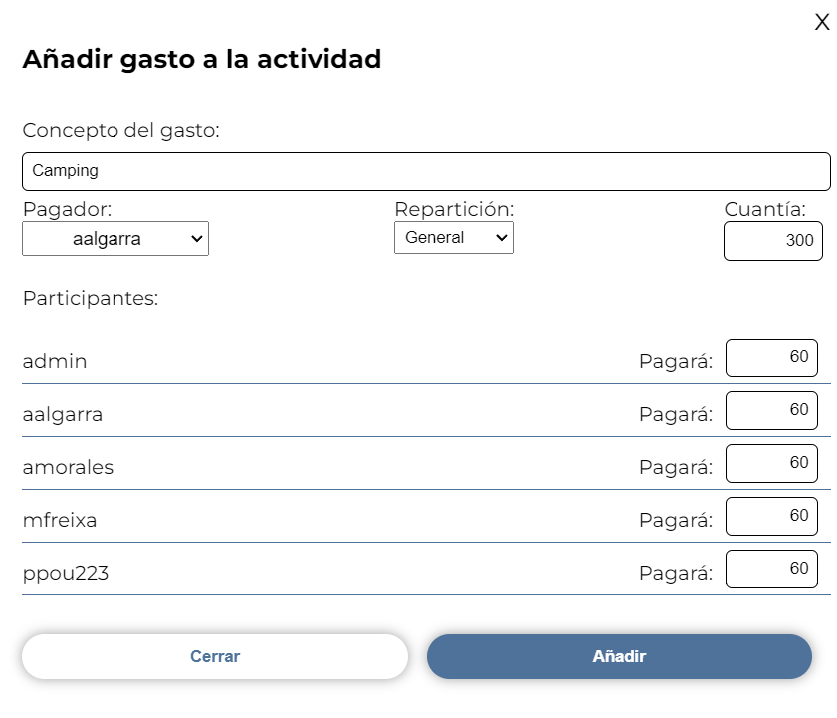 X
Añadir gasto a la actividad
Concepto del gasto:
Camping
Pagador: Repartición: Cuantía:
aalgarra General 300
Participantes:
admin Pagará: 60
aalgarra Pagará: 60
amorales Pagará: 60
mfreixa Pagará: 60
ppou223 Pagará: 60
Cerrar Añadir